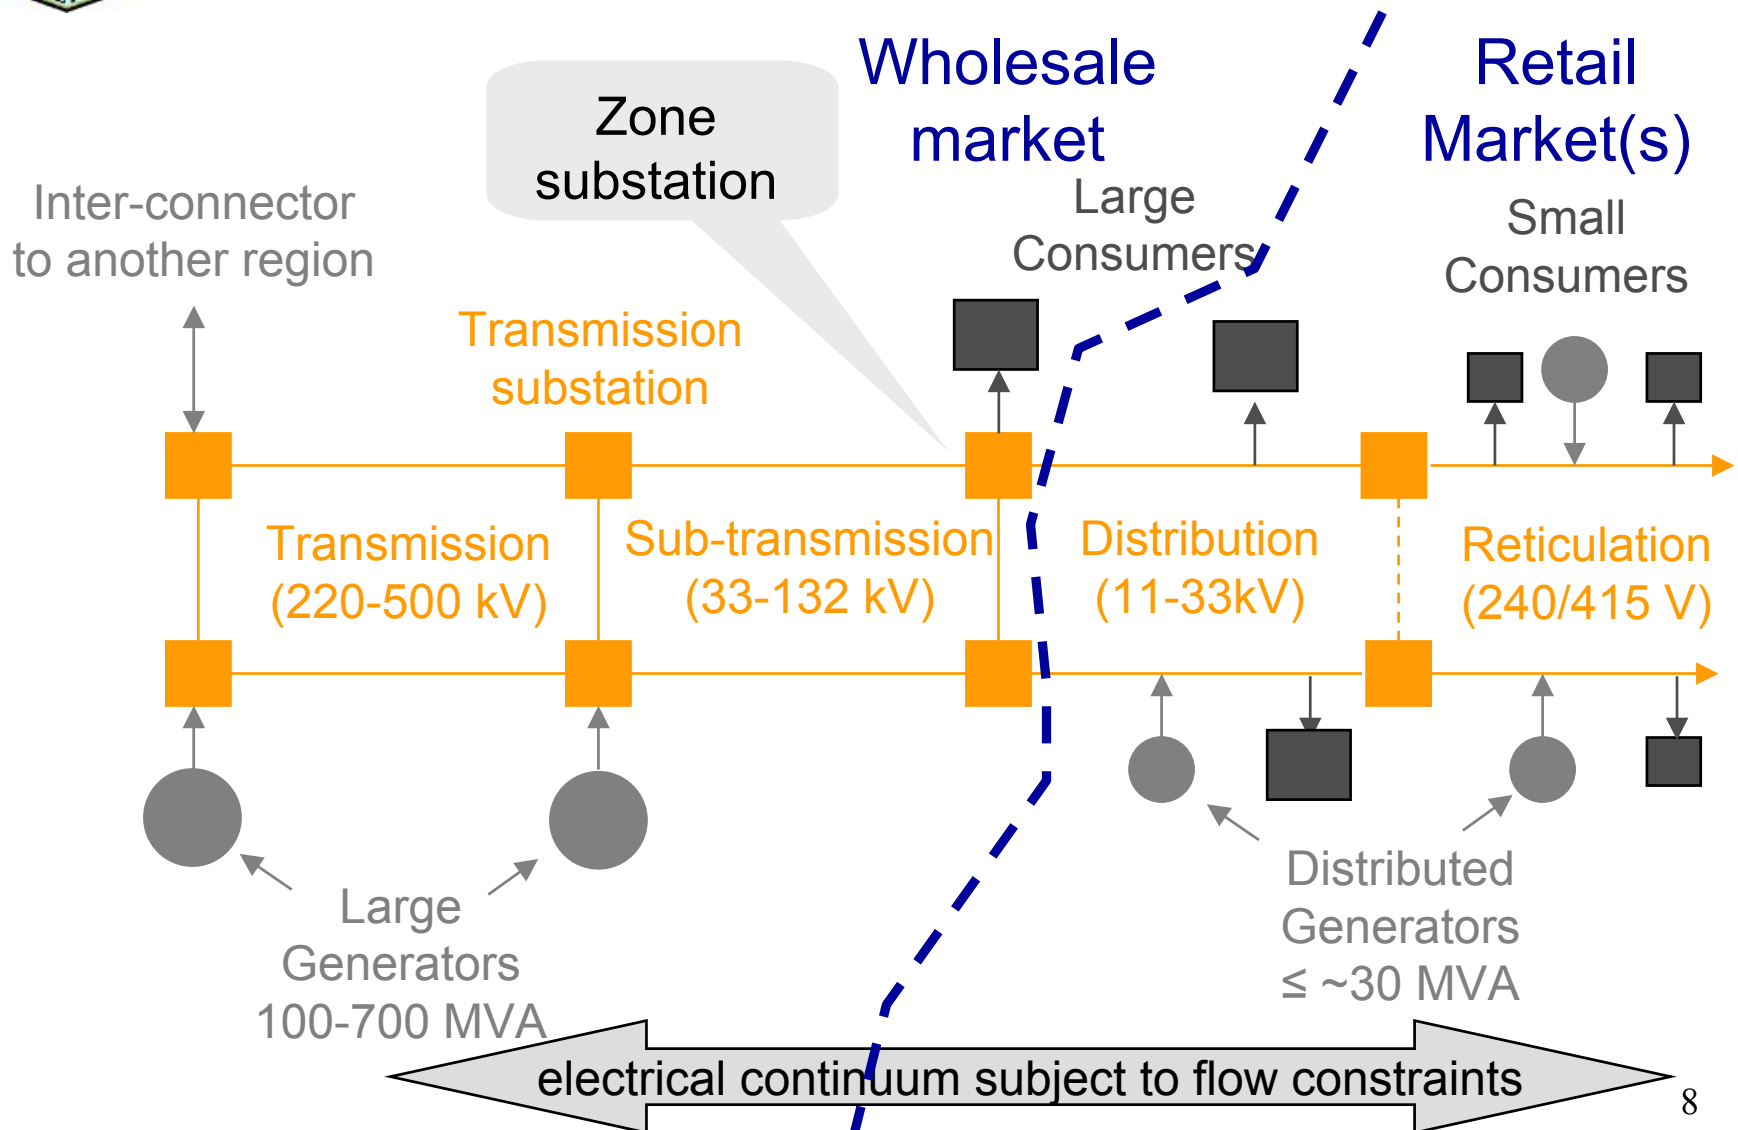 Wholesale
market
Retail
Market(s)
Zone
substation
Inter-connector
to another region
Large
Consumers
Small
Consumers
Transmission
substation
Transmission
(220-500 kV)
Sub-transmission
(33-132 kV)
Distribution
(11-33kV)
Reticulation
(240/415 V)
Large
Generators
100-700 MVA
Distributed
Generators
≤ ~30 MVA
electrical continuum subject to flow constraints
8